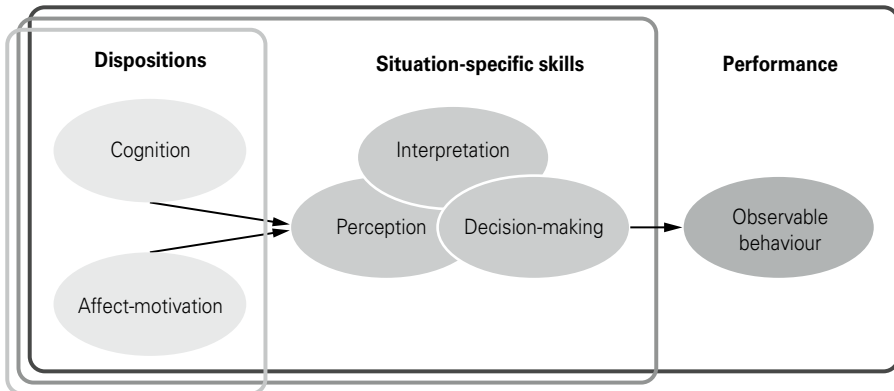 Dispositions
Situation-specific skills
Performance
Cognition
Interpretation
Perception
Decision-making
Observable
behaviour
Affect-motivation